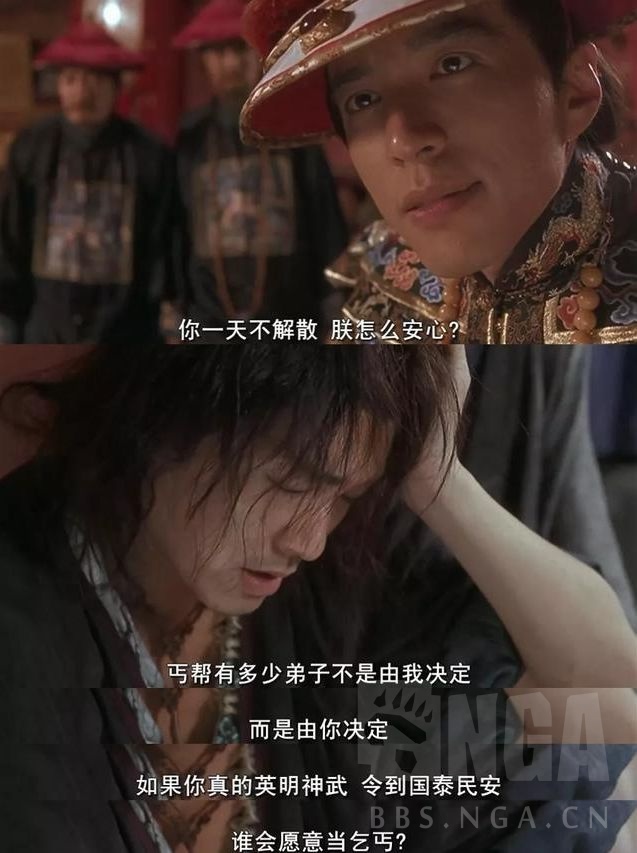 你一天不解散 朕怎么安心?
丐帮有多少弟子不是由我决定
而是由你决定
如果你真的英明神武 令到国泰民安
谁会愿意当乞丐?
NGA
BBS.NGA.CN